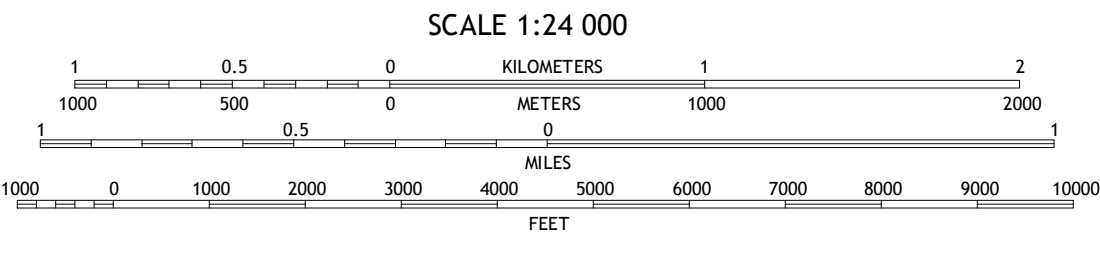 SCALE 1:24 000
1 0.5 0 KILOMETERS 1 2
1000 500 0 METERS 1000 2000
1 0.5 0 1
MILES
1000 0 1000 2000 3000 4000 5000 6000 7000 8000 9000 10000
FEET